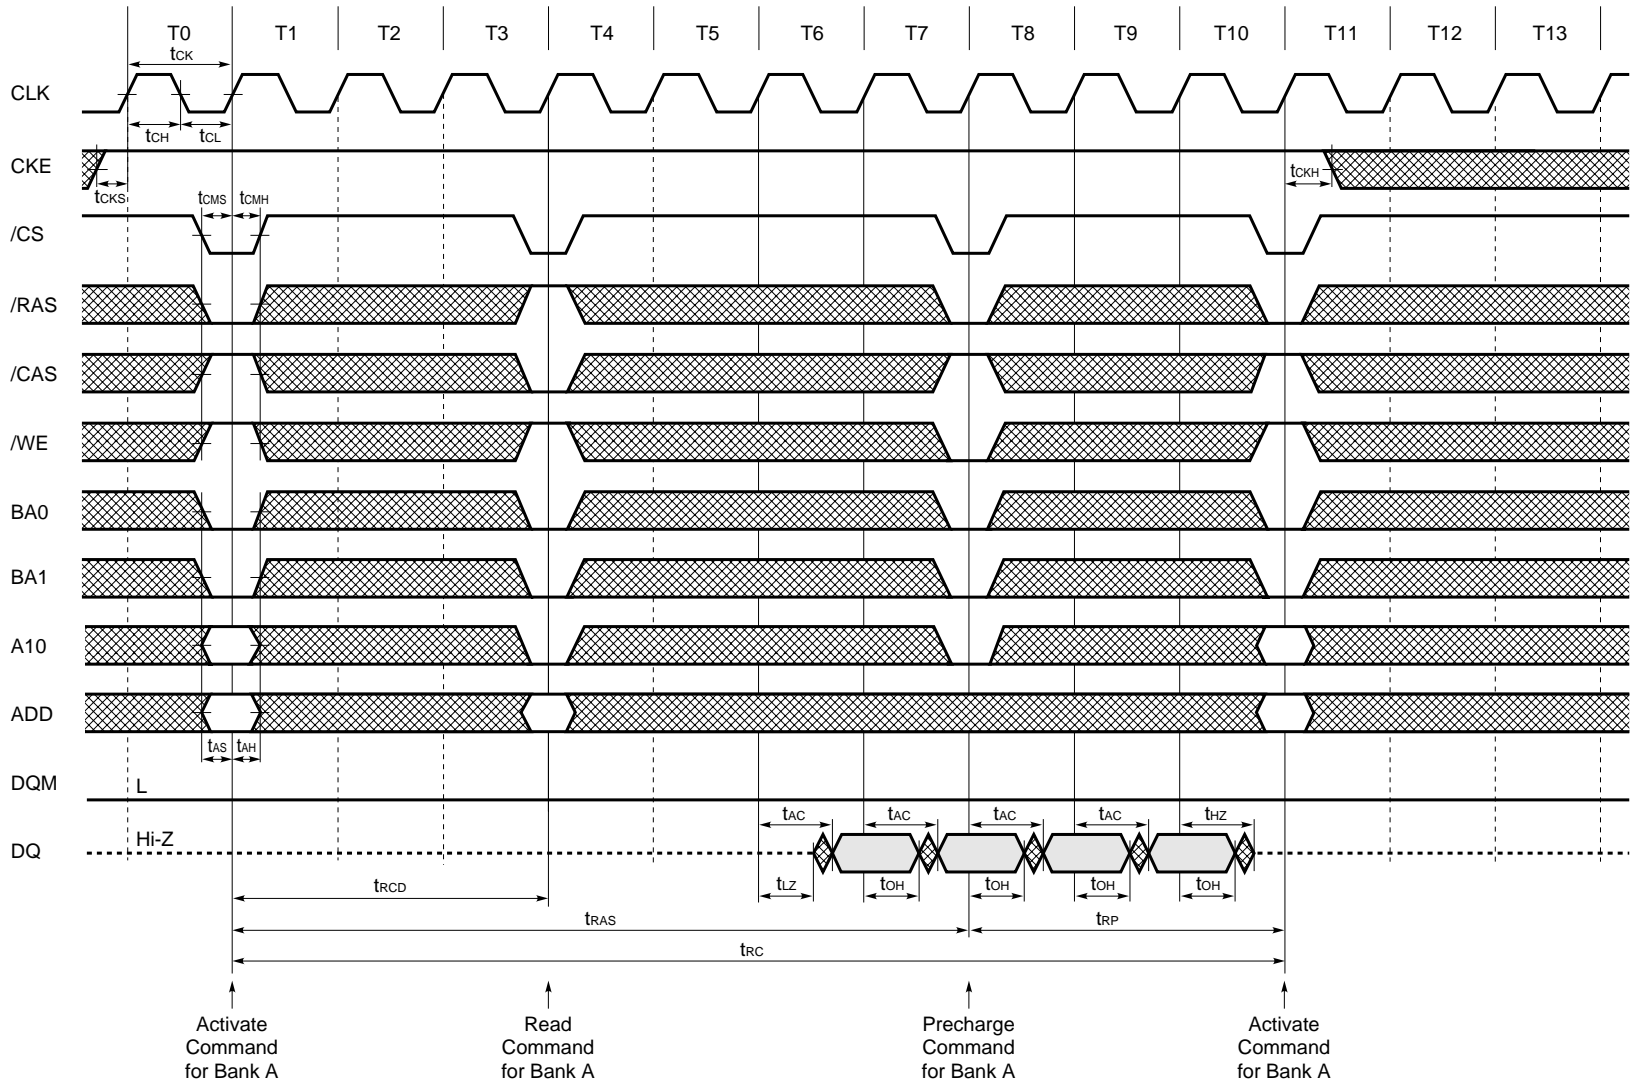 T0 T1 T2 T3 T4 T5 T6 T7 T8 T9 T10 T11 T12 T13
tCK
CLK
tCH tCL
CKE
tCKS tCMS tCMH tCKH
/CS
/RAS
/CAS
/WE
BA0
BA1
A10
ADD
tAS tAH
DQM L
tAC tAC tAC tAC tHZ
DQ Hi-Z
tLZ tOH tOH tOH tOH
tRCD
tRAS tRP
tRC
Activate
Command
for Bank A
Read
Command
for Bank A
Precharge
Command
for Bank A
Activate
Command
for Bank A